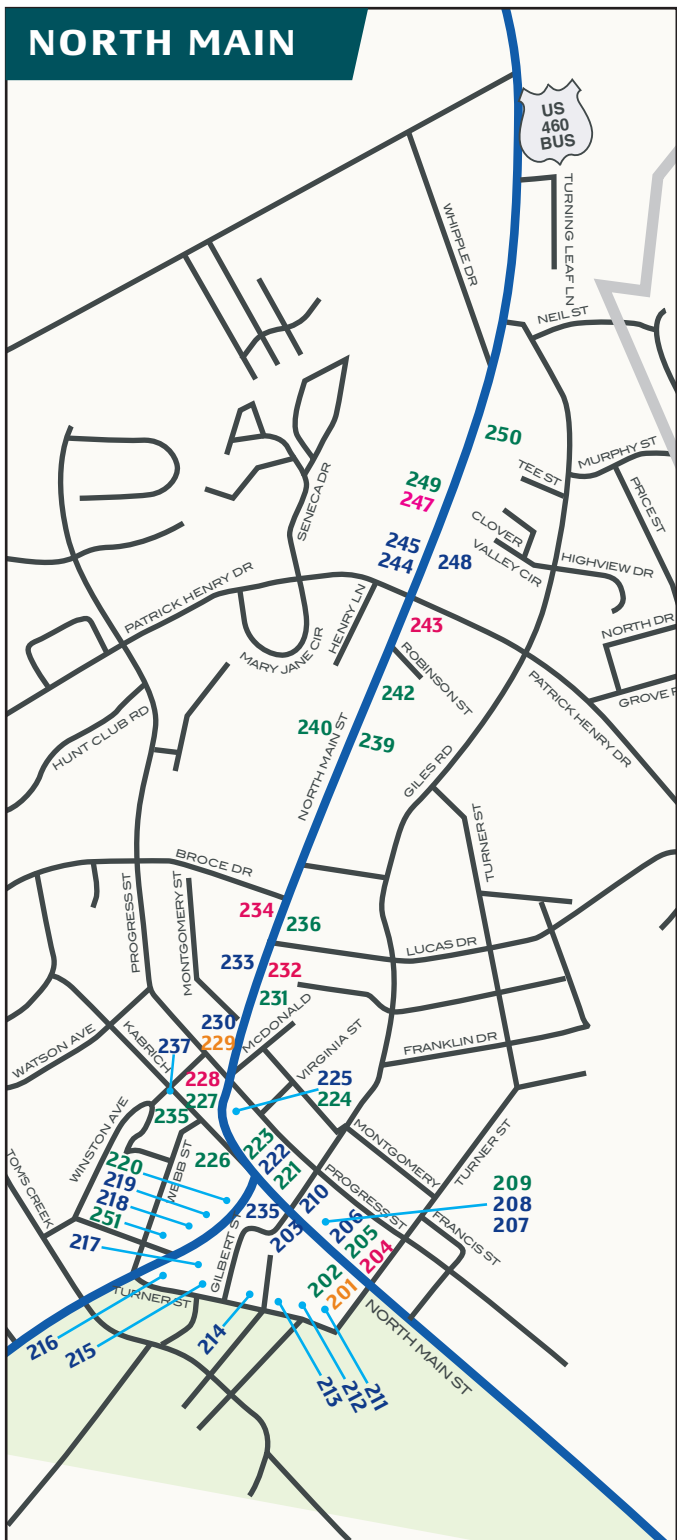 NORTH MAIN
US
460
BUS
TURNING LEAF LN
WHIPPLE DR
NEIL ST
250
MURPHY ST
TEE ST
249
247
PRICE ST
SENECA DR
CLOVER
VALLEY CIR
245
244
248
HIGHVIEW DR
PATRICK HENRY DR
HENRY LN
243
NORTH DR
MARY JANE CIR
ROBINSON ST
242
PATRICK HENRY DR
GROVE
HUNT CLUB RD
240
239
NORTH MAIN ST
GILES RD
TURNER ST
BROCE DR
PROGRESS ST
MONTGOMERY ST
234
236
LUCAS DR
233
232
231
230
229
MCDONALD
WATSON AVE
KABRICH
237
VIRGINIA ST
FRANKLIN DR
228
227
225
224
235
WINSTON AVE
TOMS CREEK
WEBB ST
226
223
222
221
MONTGOMERY
TURNER ST
220
219
218
251
217
PROGRESS ST
209
208
207
235
210
203
206
205
204
FRANCIS ST
GILBERT ST
202
201
TURNER ST
NORTH MAIN ST
216
215
214
213
212
211